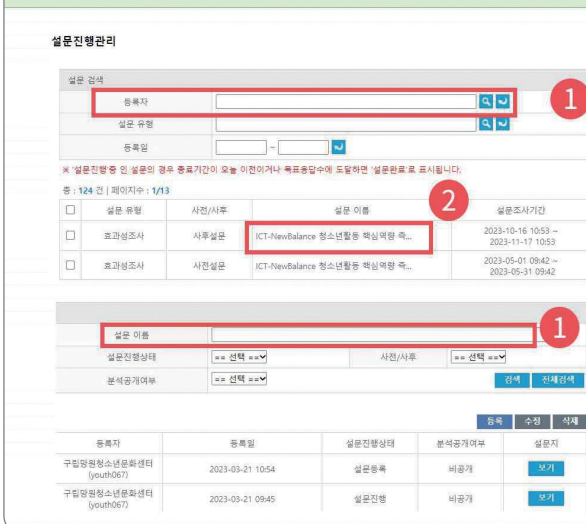 설문진행관리
설문 검색
등록자
1
설문 유형
등록일 ~
※ '설문진행'중 인 설문의 경우 종료기간이 오늘 이전이거나 목표응답수에 도달하면 '설문완료'로 표시됩니다.
총 : 124 건 | 페이지수 : 1/13
2
설문 유형 사전/사후 설문 이름 설문조사기간
효과성조사 사후설문 ICT-NewBalance 청소년활동 핵심역량 측... 2023-10-16 10:53 ~
2023-11-17 10:53
효과성조사 사전설문 ICT-NewBalance 청소년활동 핵심역량 측... 2023-05-01 09:42 ~
2023-05-31 09:42
설문 이름
1
설문진행상태 == 선택 == 사전/사후 == 선택 ==
분석공개여부 == 선택 == 검색 전체검색
등록 수정 삭제
등록자 등록일 설문진행상태 분석공개여부 설문지
구립망원청소년문화센터
(youth067) 2023-03-21 10:54 설문등록 비공개 보기
구립망원청소년문화센터
(youth067) 2023-03-21 09:45 설문진행 비공개 보기